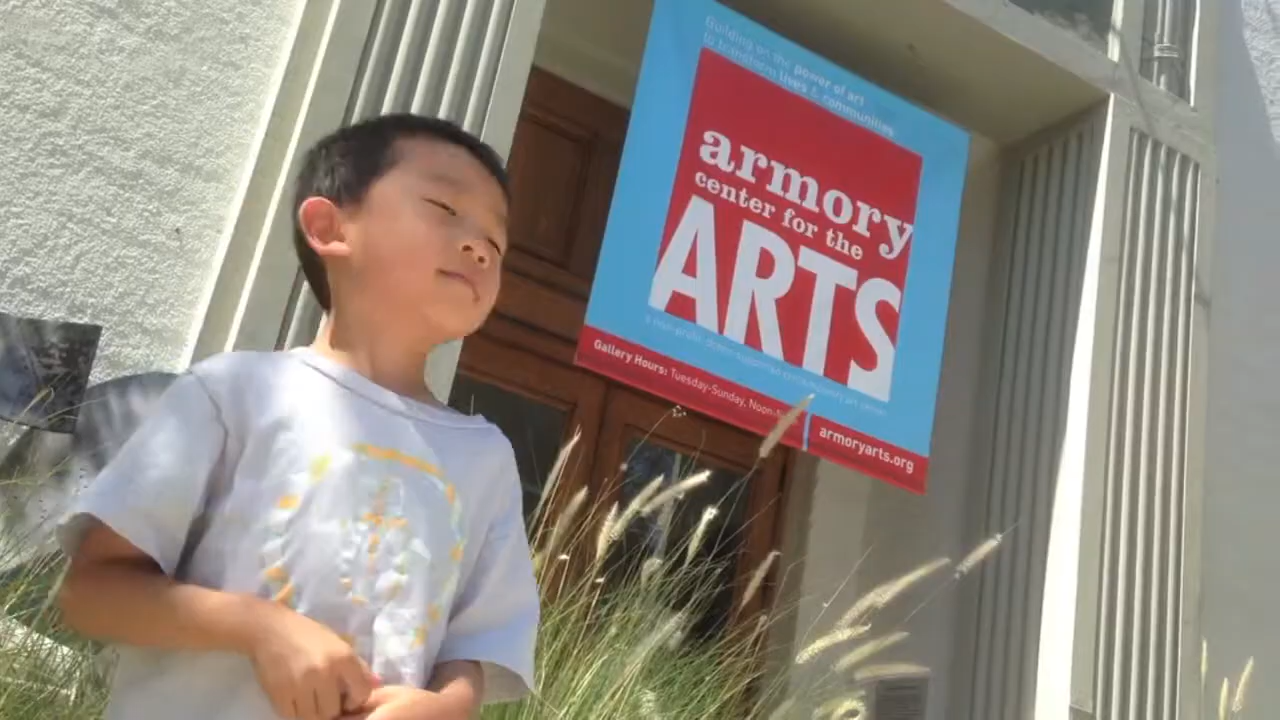 Building on the power of art
to transform lives & communities
armory
center for the
ARTS
Gallery Hours: Tuesday-Sunday, Noon-
armoryarts.org